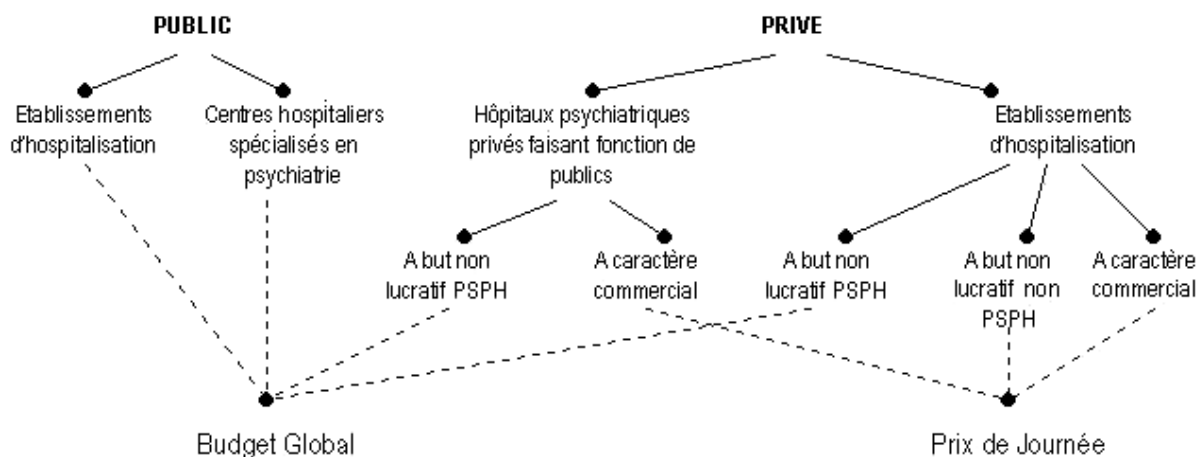 PUBLIC
PRIVE
Etablissements
d'hospitalisation
Centres hospitaliers
spécialisés en
psychiatrie
Hôpitaux psychiatriques
privés faisant fonction de
publics
Etablissements
d'hospitalisation
A but non
lucratif PSPH
A caractère
commercial
A but non
lucratif PSPH
A but non
lucratif non
PSPH
A caractère
commercial
Budget Global
Prix de Journée